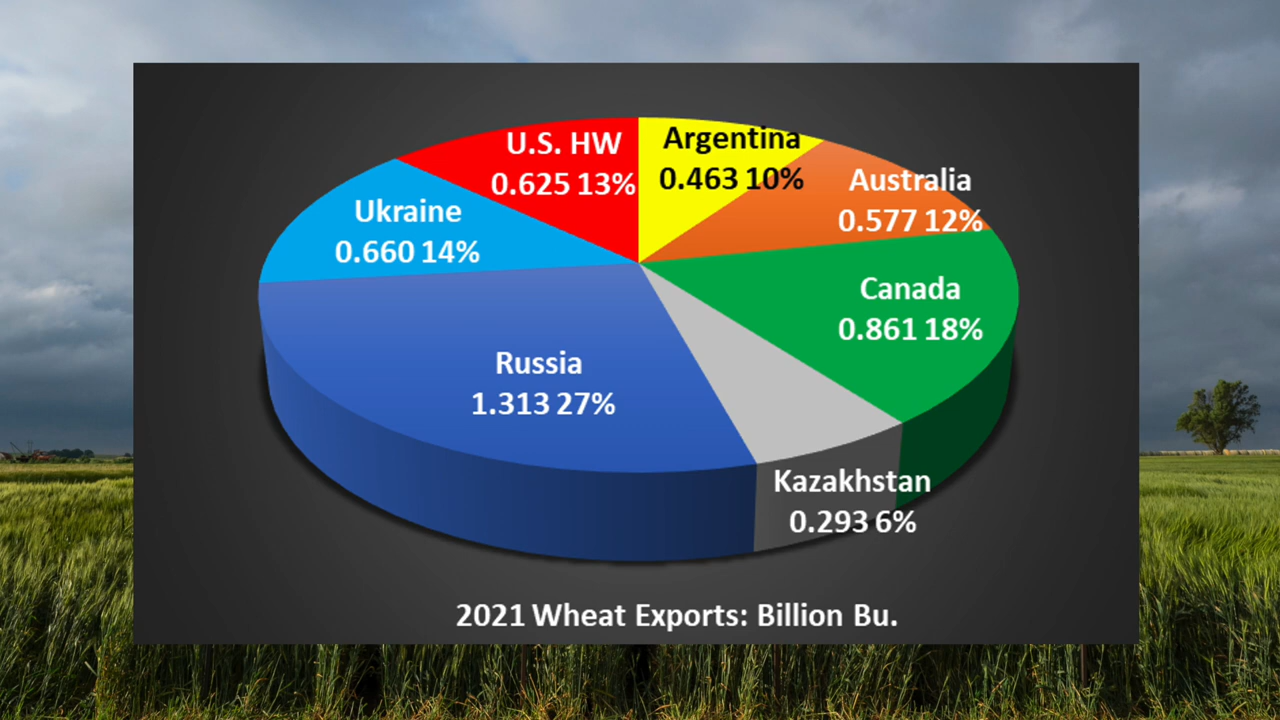 U.S. HW
0.625 13%
Argentina
0.463 10%
Australia
0.577 12%
Ukraine
0.660 14%
Canada
0.861 18%
Russia
1.313 27%
Kazakhstan
0.293 6%
2021 Wheat Exports: Billion Bu.